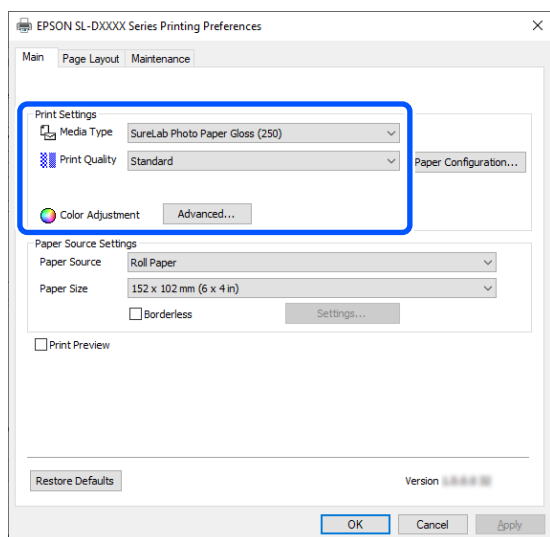 EPSON SL-DXXXX Series Printing Preferences
Main Page Layout Maintenance
Print Settings
Media Type SureLab Photo Paper Gloss (250)
Print Quality Standard Paper Configuration...
Color Adjustment Advanced...
Paper Source Settings
Paper Source Roll Paper
Paper Size 152 x 102 mm (6 x 4 in)
Borderless Settings...
Print Preview
Restore Defaults Version
OK Cancel Apply